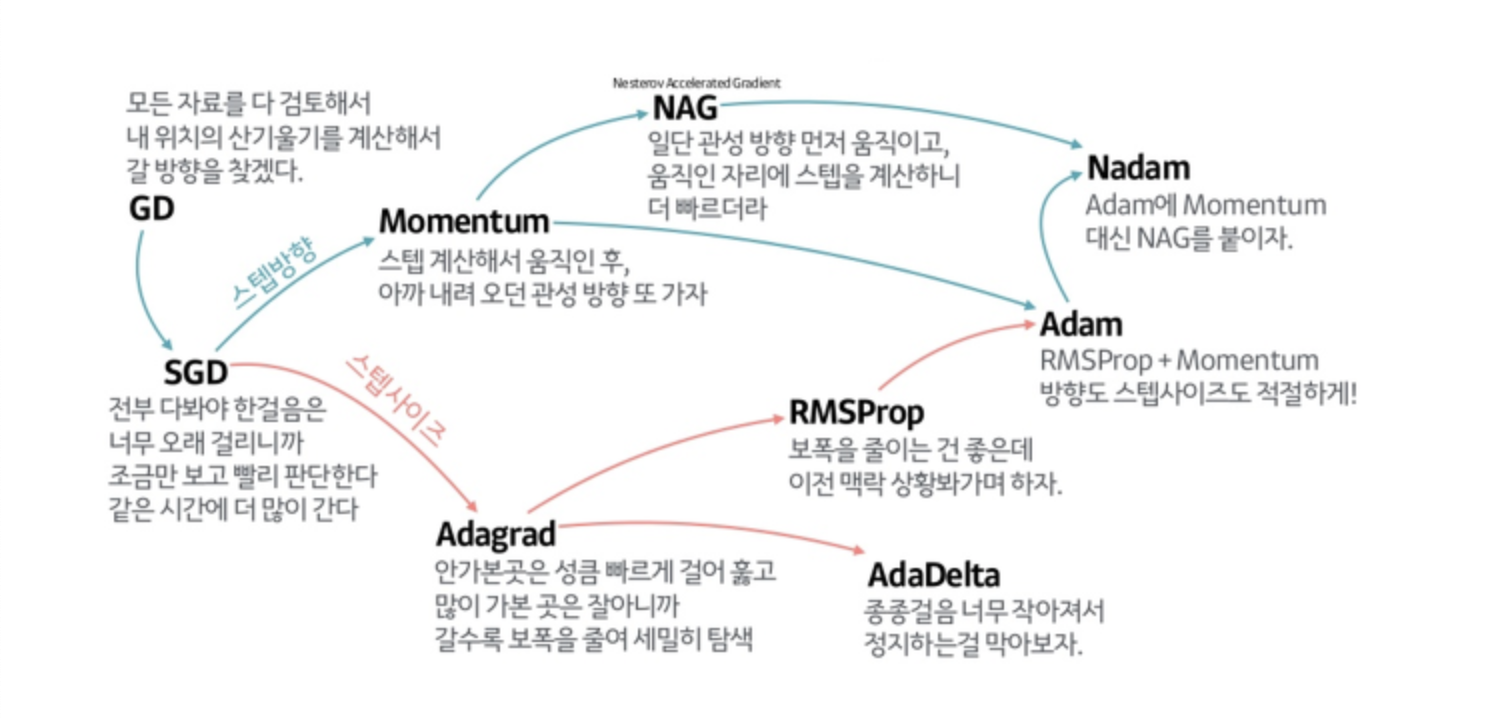 모든 자료를 다 검토해서
내 위치의 산기울기를 계산해서
갈 방향을 찾겠다.
GD
스텝방향
SGD
전부 다봐야 한걸음은
너무 오래 걸리니까
조금만 보고 빨리 판단한다
같은 시간에 더 많이 간다
Momentum
스텝 계산해서 움직인 후,
아까 내려 오던 관성 방향 또 가자
Nesterov Accelerated Gradient
NAG
일단 관성 방향 먼저 움직이고,
움직인 자리에 스텝을 계산하니
더 빠르더라
Nadam
Adam에 Momentum
대신 NAG를 붙이자.
Adam
RMSProp + Momentum
방향도 스텝사이즈도 적절하게!
스텝사이즈
Adagrad
안가본곳은 성큼 빠르게 걸어 훓고
많이 가본 곳은 잘아니까
갈수록 보폭을 줄여 세밀히 탐색
RMSProp
보폭을 줄이는 건 좋은데
이전 맥락 상황봐가며 하자.
AdaDelta
종종걸음 너무 작아져서
정지하는걸 막아보자.